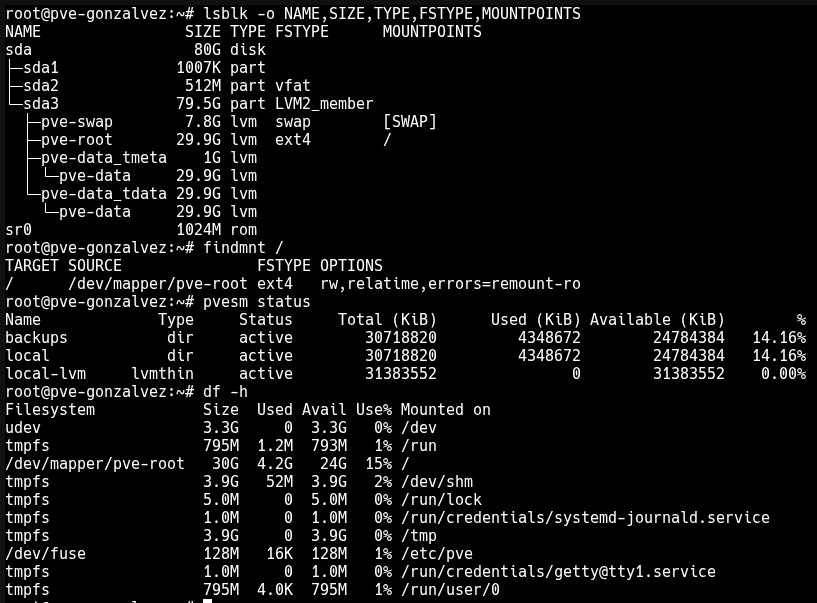 root@pve-gonzalvez:~# lsblk -o NAME,SIZE,TYPE,FSTYPE,MOUNTPOINTS
NAME                SIZE TYPE FSTYPE      MOUNTPOINTS
sda                  80G disk
├─sda1             1007K part
├─sda2              512M part vfat
└─sda3             79.5G part LVM2_member
  ├─pve-swap        7.8G lvm  swap        [SWAP]
  ├─pve-root       29.9G lvm  ext4        /
  ├─pve-data_tmeta    1G lvm
  │ └─pve-data     29.9G lvm
  └─pve-data_tdata 29.9G lvm
    └─pve-data     29.9G lvm
sr0                1024M rom
root@pve-gonzalvez:~# findmnt /
TARGET SOURCE               FSTYPE OPTIONS
/      /dev/mapper/pve-root ext4   rw,relatime,errors=remount-ro
root@pve-gonzalvez:~# pvesm status
Name             Type     Status     Total (KiB)      Used (KiB) Available (KiB)        %
backups           dir     active        30718820         4348672        24784384   14.16%
local             dir     active        30718820         4348672        24784384   14.16%
local-lvm     lvmthin     active        31383552               0        31383552    0.00%
root@pve-gonzalvez:~# df -h
Filesystem            Size  Used Avail Use% Mounted on
udev                  3.3G     0  3.3G   0% /dev
tmpfs                 795M  1.2M  793M   1% /run
/dev/mapper/pve-root   30G  4.2G   24G  15% /
tmpfs                 3.9G   52M  3.9G   2% /dev/shm
tmpfs                 5.0M     0  5.0M   0% /run/lock
tmpfs                 1.0M     0  1.0M   0% /run/credentials/systemd-journald.service
tmpfs                 3.9G     0  3.9G   0% /tmp
/dev/fuse             128M   16K  128M   1% /etc/pve
tmpfs                 1.0M     0  1.0M   0% /run/credentials/getty@tty1.service
tmpfs                 795M  4.0K  795M   1% /run/user/0